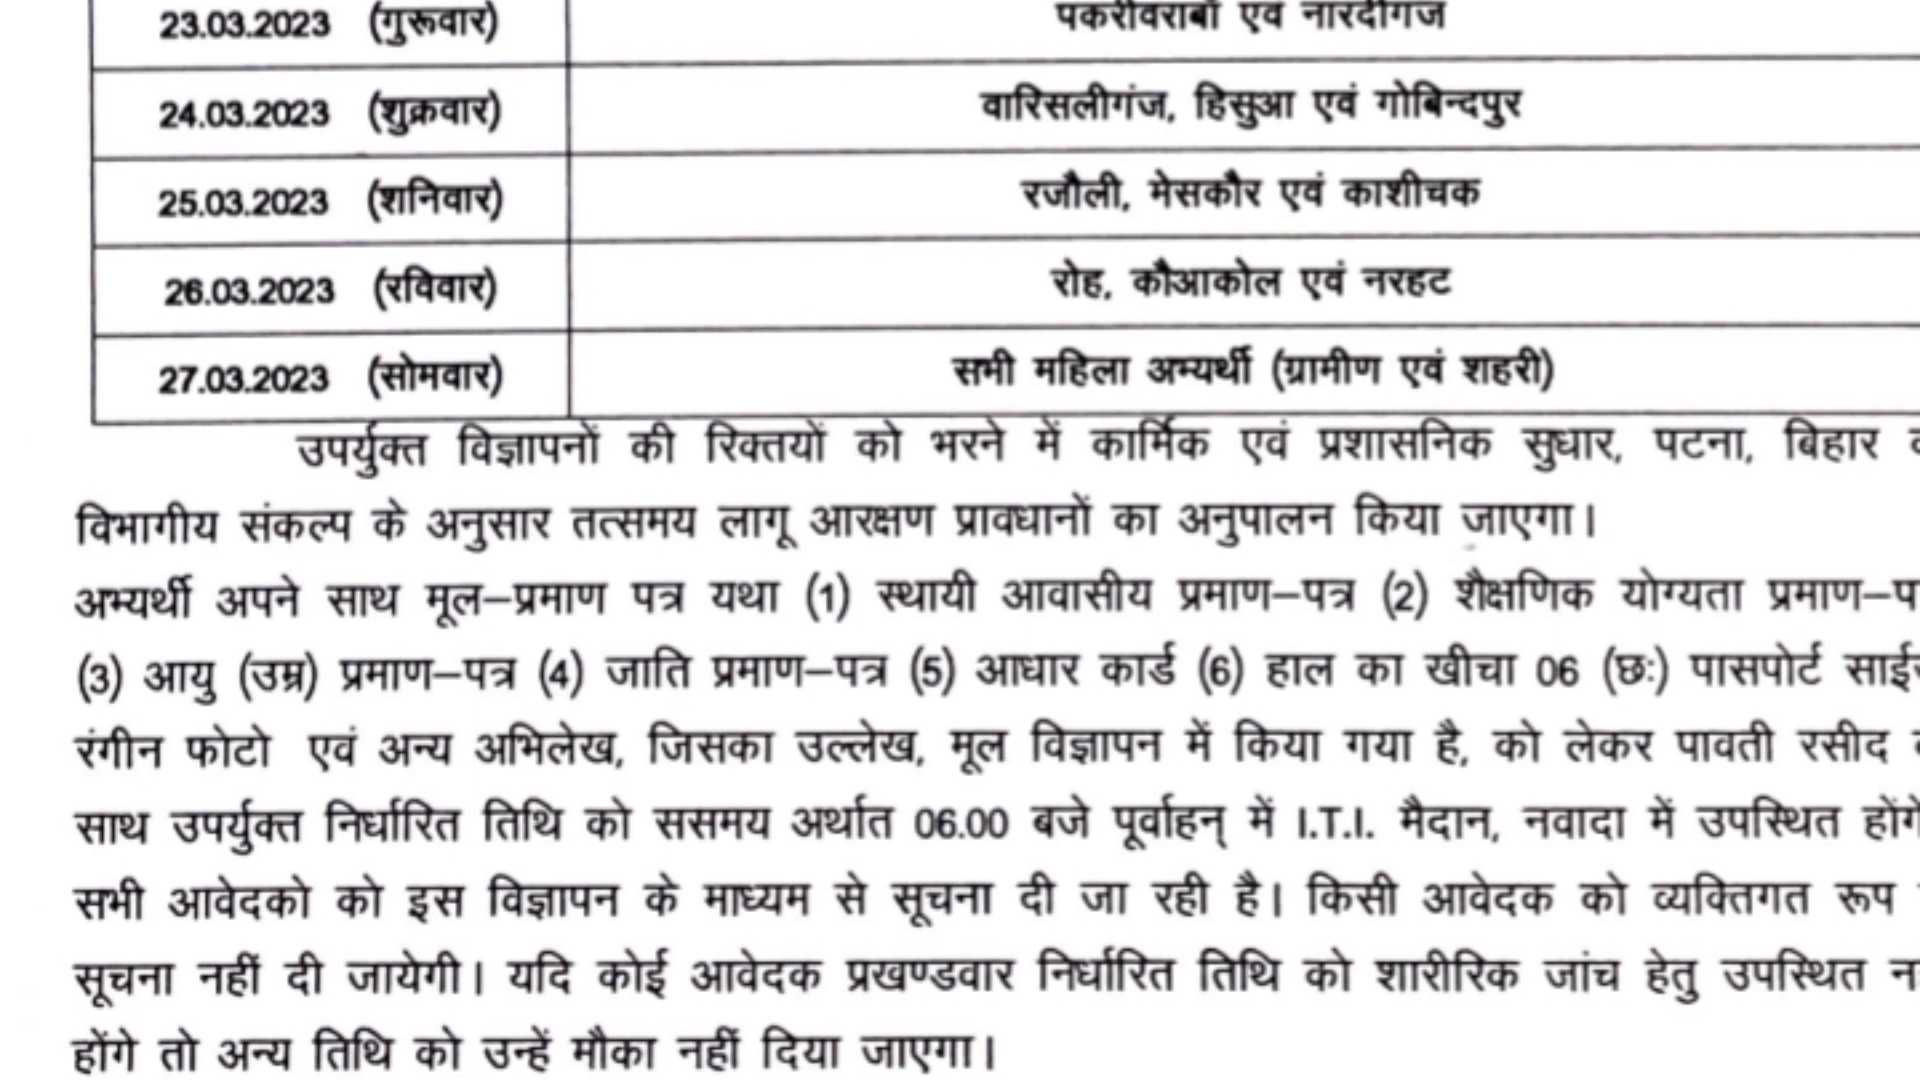 23.03.2023 (गुरूवार) पकरीवरावाँ एवं नारदीगंज
24.03.2023 (शुक्रवार) वारिसलीगंज, हिसुआ एवं गोबिन्दपुर
25.03.2023 (शनिवार) रजौली, मेसकौर एवं काशीचक
26.03.2023 (रविवार) रोह, कौआकोल एवं नरहट
27.03.2023 (सोमवार) सभी महिला अभ्यर्थी (ग्रामीण एवं शहरी)
उपर्युक्त विज्ञापनों की रिक्तयों को भरने में कार्मिक एवं प्रशासनिक सुधार, पटना, बिहार
विभागीय संकल्प के अनुसार तत्समय लागू आरक्षण प्रावधानों का अनुपालन किया जाएगा।
अभ्यर्थी अपने साथ मूल–प्रमाण पत्र यथा (1) स्थायी आवासीय प्रमाण–पत्र (2) शैक्षणिक योग्यता प्रमाण–प
(3) आयु (उम्र) प्रमाण–पत्र (4) जाति प्रमाण–पत्र (5) आधार कार्ड (6) हाल का खीचा 06 (छः) पासपोर्ट
रंगीन फोटो एवं अन्य अभिलेख, जिसका उल्लेख, मूल विज्ञापन में किया गया है, को लेकर पावती रसीद
साथ उपर्युक्त निर्धारित तिथि को ससमय अर्थात 06.00 बजे पूर्वाहन् में I.T.I. मैदान, नवादा में उपस्थित होंगे
सभी आवेदको को इस विज्ञापन के माध्यम से सूचना दी जा रही है। किसी आवेदक को व्यक्तिगत रूप
सूचना नहीं दी जायेगी। यदि कोई आवेदक प्रखण्डवार निर्धारित तिथि को शारीरिक जांच हेतु उपस्थित
होंगे तो अन्य तिथि को उन्हें मौका नहीं दिया जाएगा।